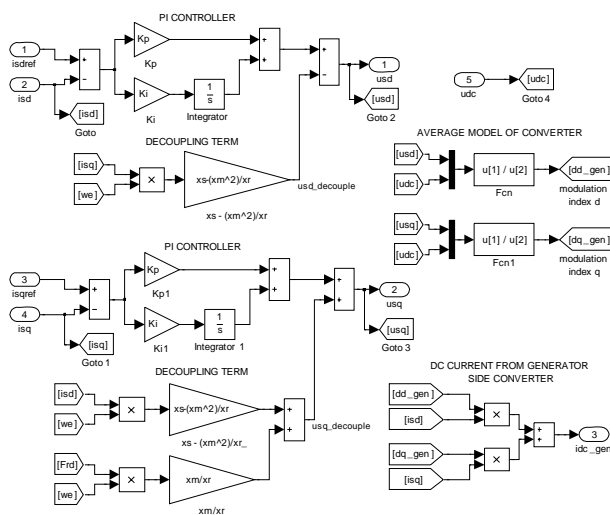 PI CONTROLLER
1
isdref
2
isd
+
−
Kp
Kp
Ki
Ki
1
s
Integrator
+
+
+
−
1
usd
[isd]
Goto
[usd]
Goto 2
5
udc
[udc]
Goto 4
DECOUPLING TERM
[isq]
[we]
×
xs-(xm^2)/xr
xs - (xm^2)/xr
usd_decouple
AVERAGE MODEL OF CONVERTER
[usd]
[udc]
u[1] / u[2]
Fcn
[dd_gen]
modulation
index d
[usq]
[udc]
u[1] / u[2]
Fcn1
[dq_gen]
modulation
index q
PI CONTROLLER
3
isqref
4
isq
+
−
Kp
Kp1
Ki
Ki1
1
s
Integrator 1
+
+
+
+
2
usq
[isq]
Goto 1
[usq]
Goto 3
DECOUPLING TERM
[isd]
[we]
×
xs-(xm^2)/xr
xs - (xm^2)/xr_
+
+
usq_decouple
[Frd]
[we]
×
xm/xr
xm/xr
DC CURRENT FROM GENERATOR
SIDE CONVERTER
[dd_gen]
[isd]
×
[dq_gen]
[isq]
×
+
+
3
idc_gen